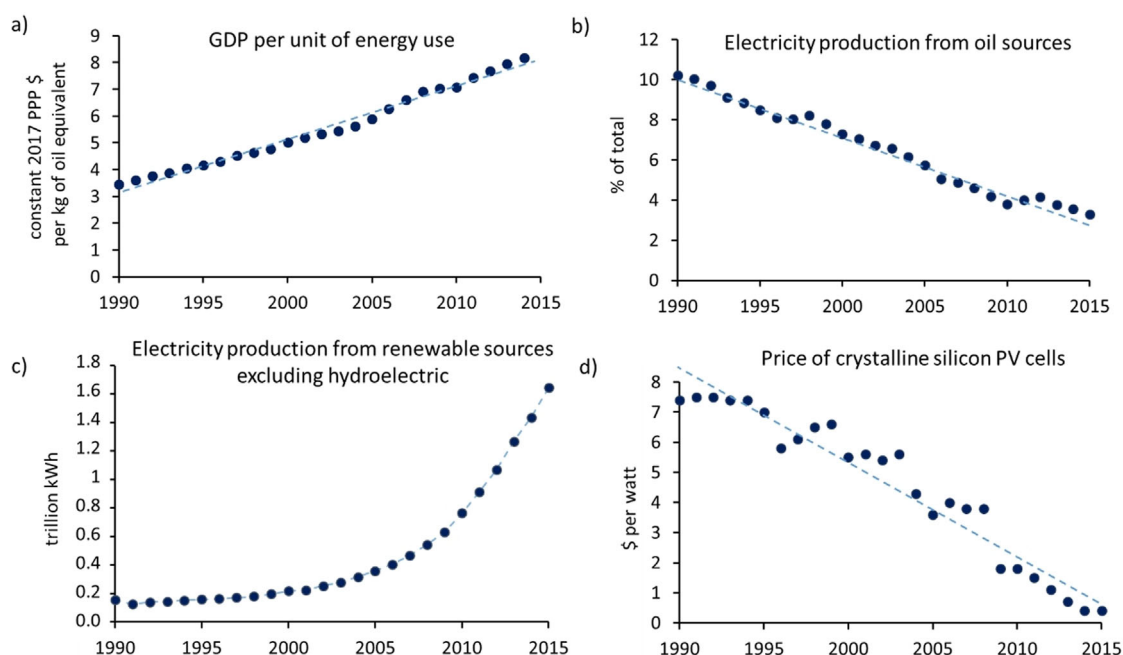 a)
GDP per unit of energy use
constant 2017 PPP $
per kg of oil equivalent
9
8
7
6
5
4
3
2
1
0
1990 1995 2000 2005 2010 2015
b)
Electricity production from oil sources
% of total
12
10
8
6
4
2
0
1990 1995 2000 2005 2010 2015
c)
Electricity production from renewable sources
excluding hydroelectric
trillion kWh
1.8
1.6
1.4
1.2
1
0.8
0.6
0.4
0.2
0.0
1990 1995 2000 2005 2010 2015
d)
Price of crystalline silicon PV cells
$ per watt
8
7
6
5
4
3
2
1
0
1990 1995 2000 2005 2010 2015